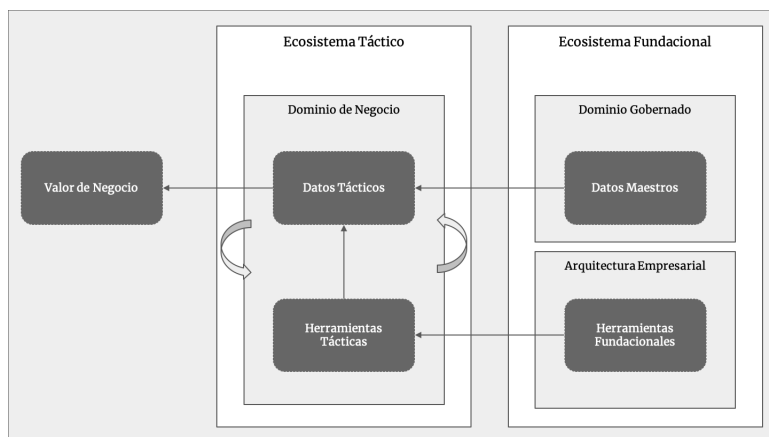 Ecosistema Táctico
Ecosistema Fundacional
Dominio de Negocio
Dominio Gobernado
Valor de Negocio
Datos Tácticos
Datos Maestros
Arquitectura Empresarial
Herramientas
Tácticas
Herramientas
Fundacionales